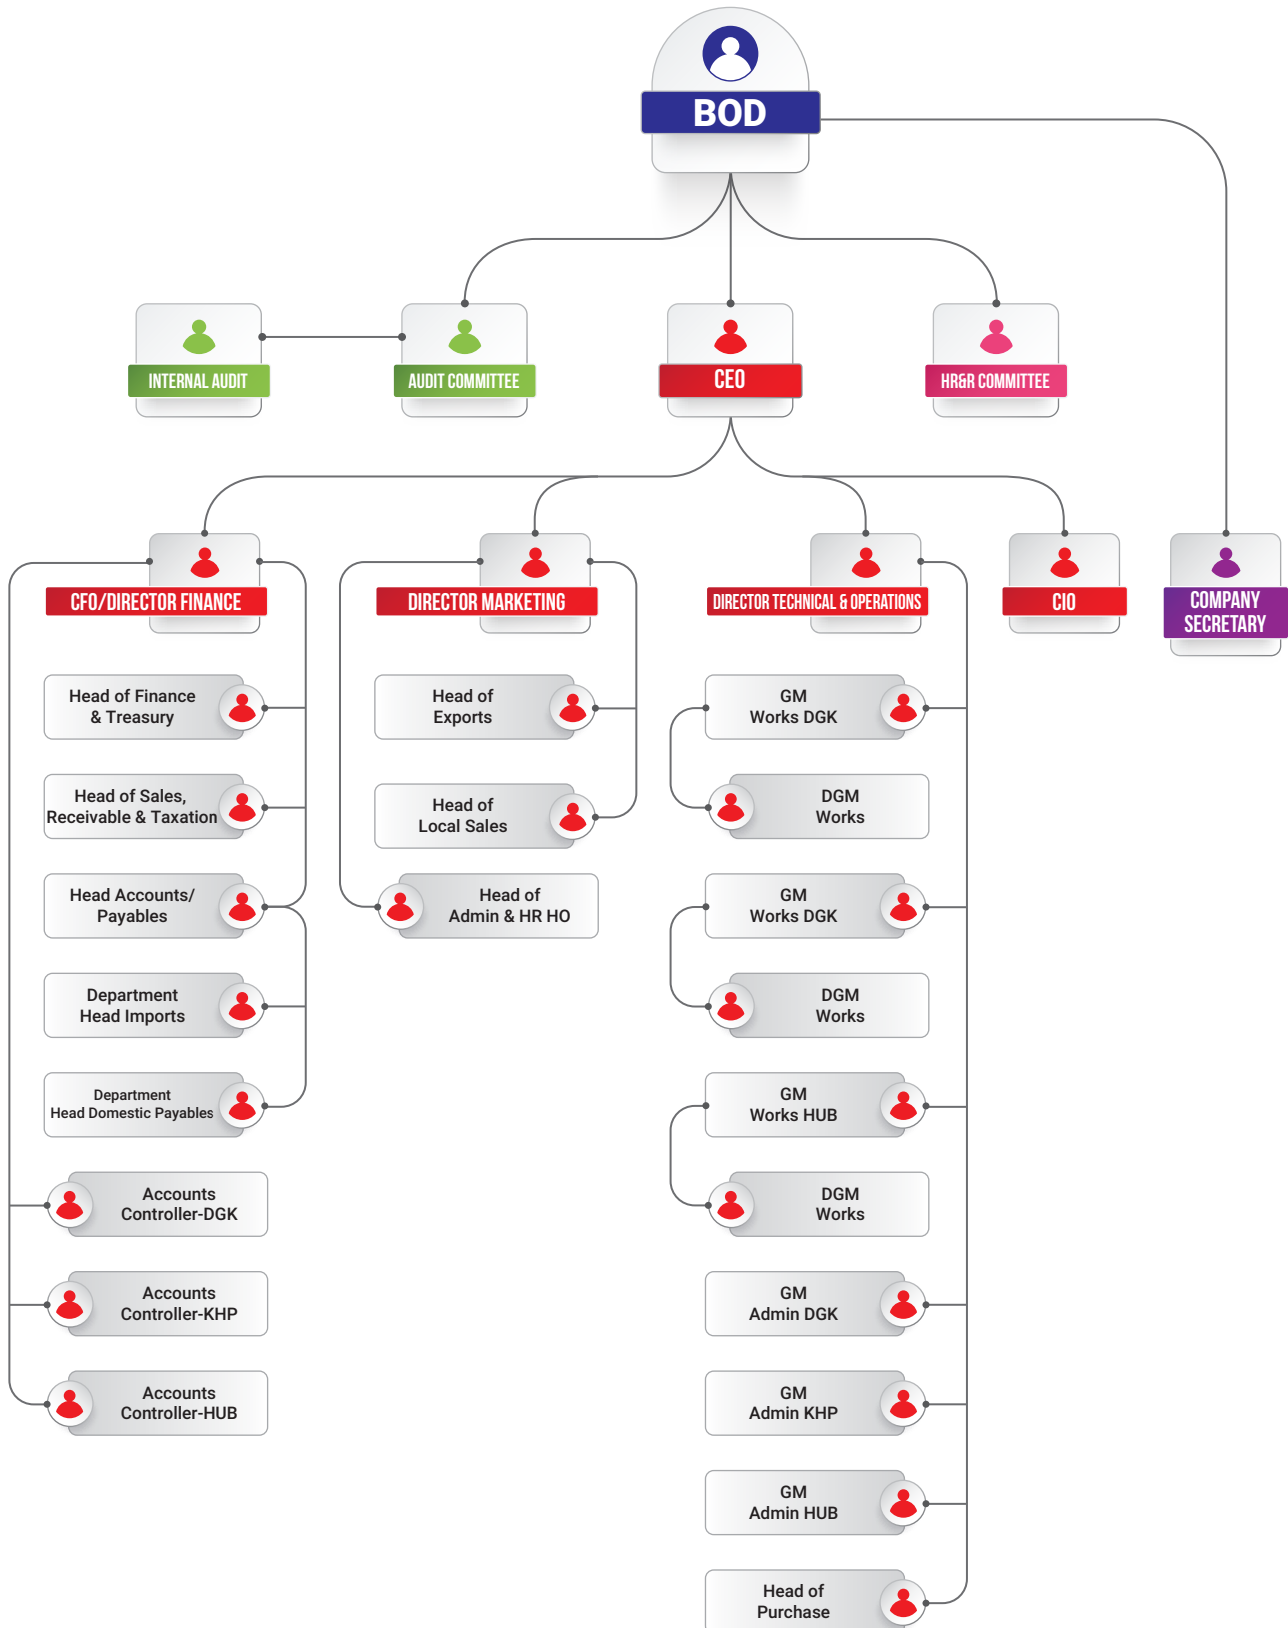 BOD
INTERNAL AUDIT
AUDIT COMMITTEE
CEO
HR&R COMMITTEE
CFO/DIRECTOR FINANCE
DIRECTOR MARKETING
DIRECTOR TECHNICAL & OPERATIONS
CIO
COMPANY
SECRETARY
Head of Finance
& Treasury
Head of Sales,
Receivable & Taxation
Head Accounts/
Payables
Department
Head Imports
Department
Head Domestic Payables
Accounts
Controller-DGK
Accounts
Controller-KHP
Accounts
Controller-HUB
Head of
Exports
Head of
Local Sales
Head of
Admin & HR HO
GM
Works DGK
DGM
Works
GM
Works DGK
DGM
Works
GM
Works HUB
DGM
Works
GM
Admin DGK
GM
Admin KHP
GM
Admin HUB
Head of
Purchase